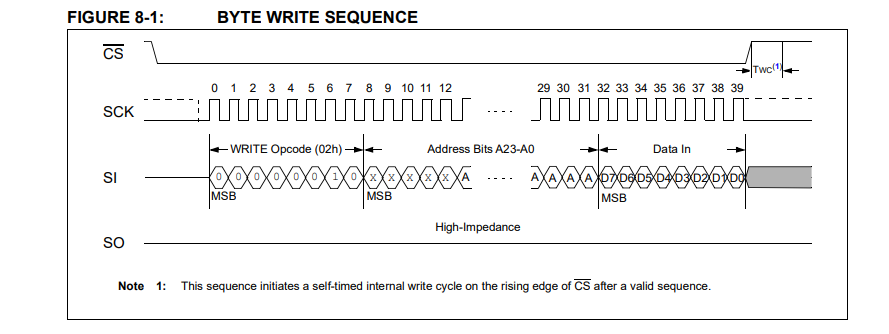 FIGURE 8-1: BYTE WRITE SEQUENCE
CS
TWC(1)
0 1 2 3 4 5 6 7 8 9 10 11 12 29 30 31 32 33 34 35 36 37 38 39
SCK
WRITE Opcode (02h) Address Bits A23-A0 Data In
SI 0 0 0 0 0 0 1 0 X X X X X A A A A A D7 D6 D5 D4 D3 D2 D1 D0
MSB MSB MSB
High-Impedance
SO
Note 1: This sequence initiates a self-timed internal write cycle on the rising edge of CS after a valid sequence.